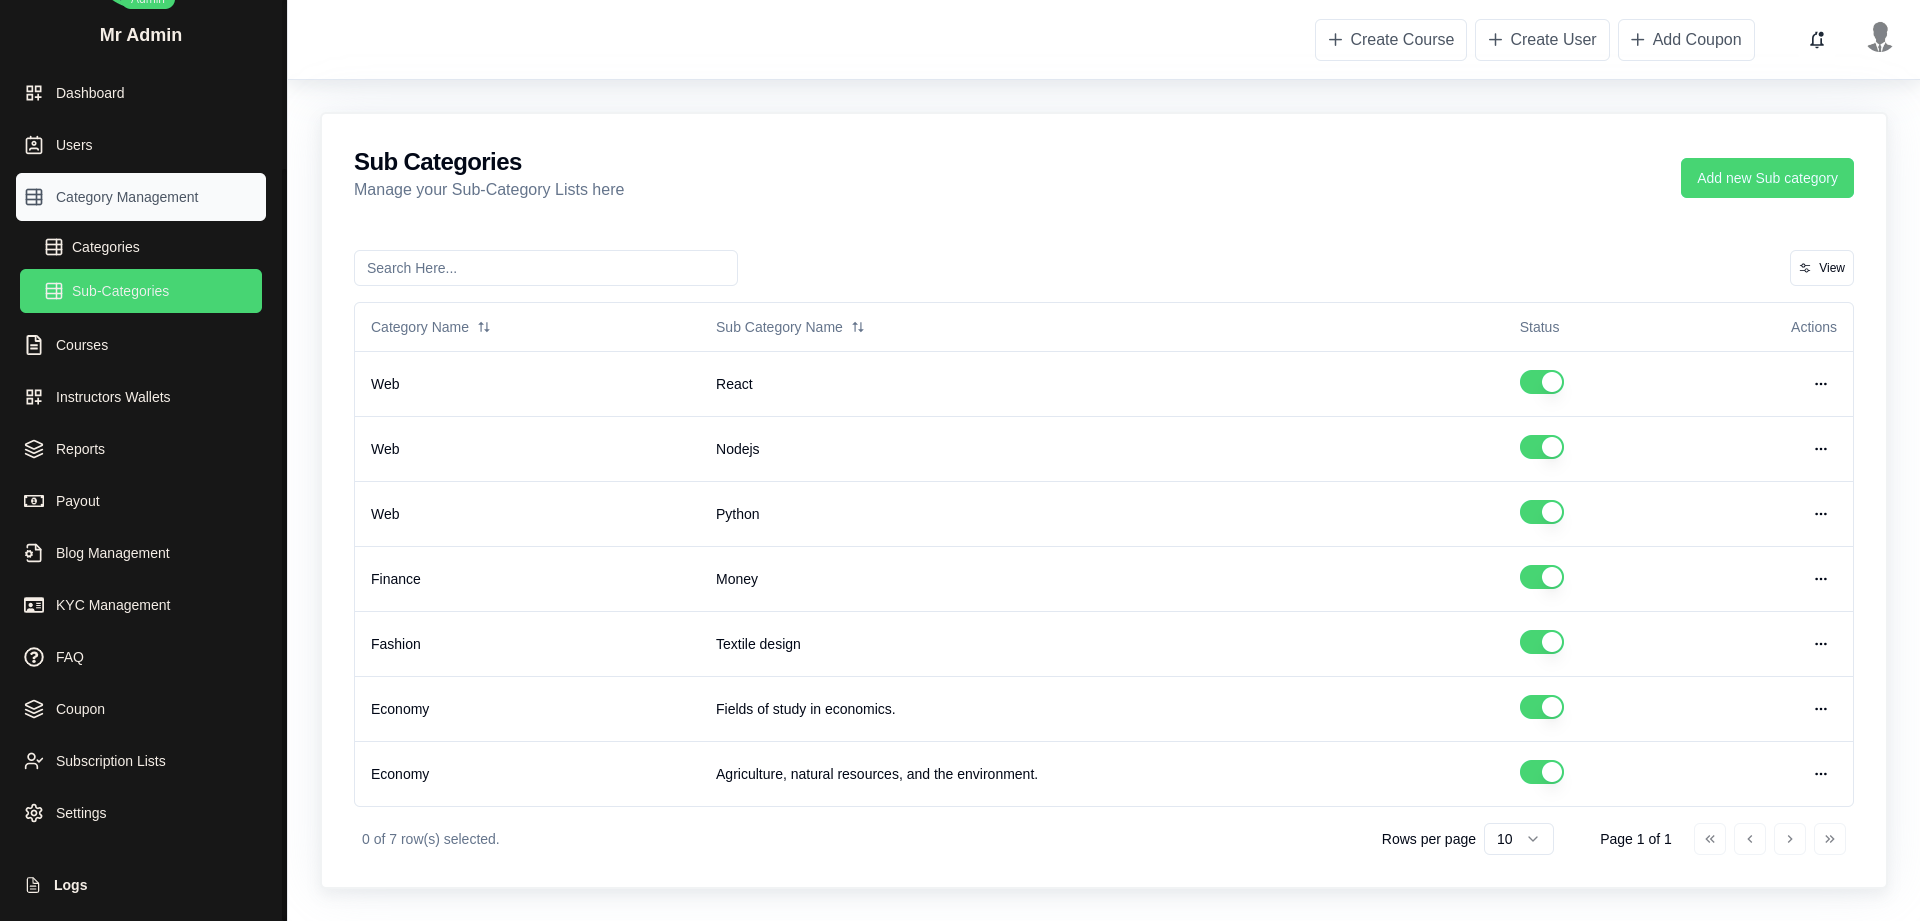 Admin
Mr Admin
Dashboard
Users
Category Management
Categories
Sub-Categories
Courses
Instructors Wallets
Reports
Payout
Blog Management
KYC Management
FAQ
Coupon
Subscription Lists
Settings
Logs
Create Course
Create User
Add Coupon
Sub Categories
Manage your Sub-Category Lists here
Add new Sub category
Search Here...
View
Category Name Sub Category Name Status Actions
Web React
Web Nodejs
Web Python
Finance Money
Fashion Textile design
Economy Fields of study in economics.
Economy Agriculture, natural resources, and the environment.
0 of 7 row(s) selected.
Rows per page 10
Page 1 of 1